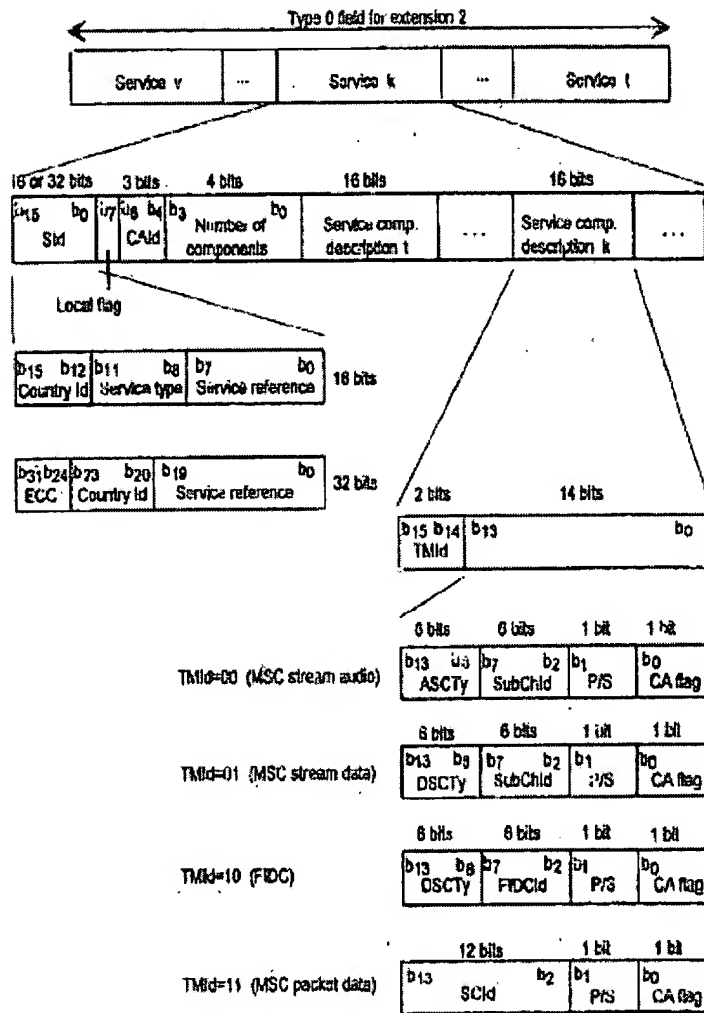 Type 0 field for extension 2
Service v ... Service k ... Service l
16 or 32 bits 3 bits 4 bits 16 bits 16 bits
b15 b0 b7 b6 b4 b3 b0
SId CAId Number of components Service comp. description 1 ... Service comp. description k ...
Local flag
b15 b12 b11 b8 b7 b0
Country Id Service type Service reference 16 bits
b31 b24 b23 b20 b19 b0
ECC Country Id Service reference 32 bits
2 bits 14 bits
b15 b14 b13 b0
TMId
6 bits 6 bits 1 bit 1 bit
TMId=00 (MSC stream audio) b13 b8 b7 b2 b1 b0
ASCTy SubChId P/S CA flag
6 bits 6 bits 1 bit 1 bit
TMId=01 (MSC stream data) b13 b8 b7 b2 b1 b0
DSCTy SubChId P/S CA flag
6 bits 6 bits 1 bit 1 bit
TMId=10 (FIDC) b13 b8 b7 b2 b1 b0
DSCTy FIDCId P/S CA flag
12 bits 1 bit 1 bit
TMId=11 (MSC packet data) b13 b2 b1 b0
SCId P/S CA flag